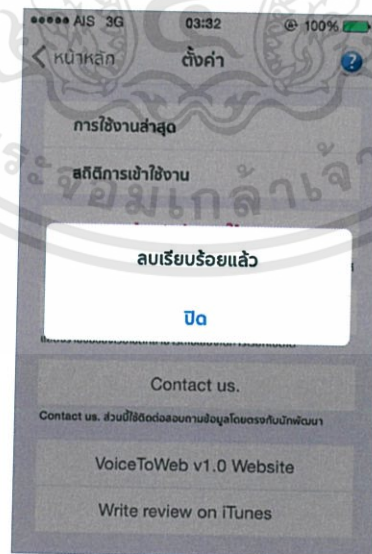 AIS 3G 03:32 100%
หน้าหลัก ตั้งค่า ?
การใช้งานล่าสุด
สถิติการเข้าใช้งาน
ลบเรียบร้อยแล้ว
ปิด
Contact us.
Contact us. ส่วนนี้ใช้ติดต่อสอบถามข้อมูลโดยตรงกับนักพัฒนา
VoiceToWeb v1.0 Website
Write review on iTunes